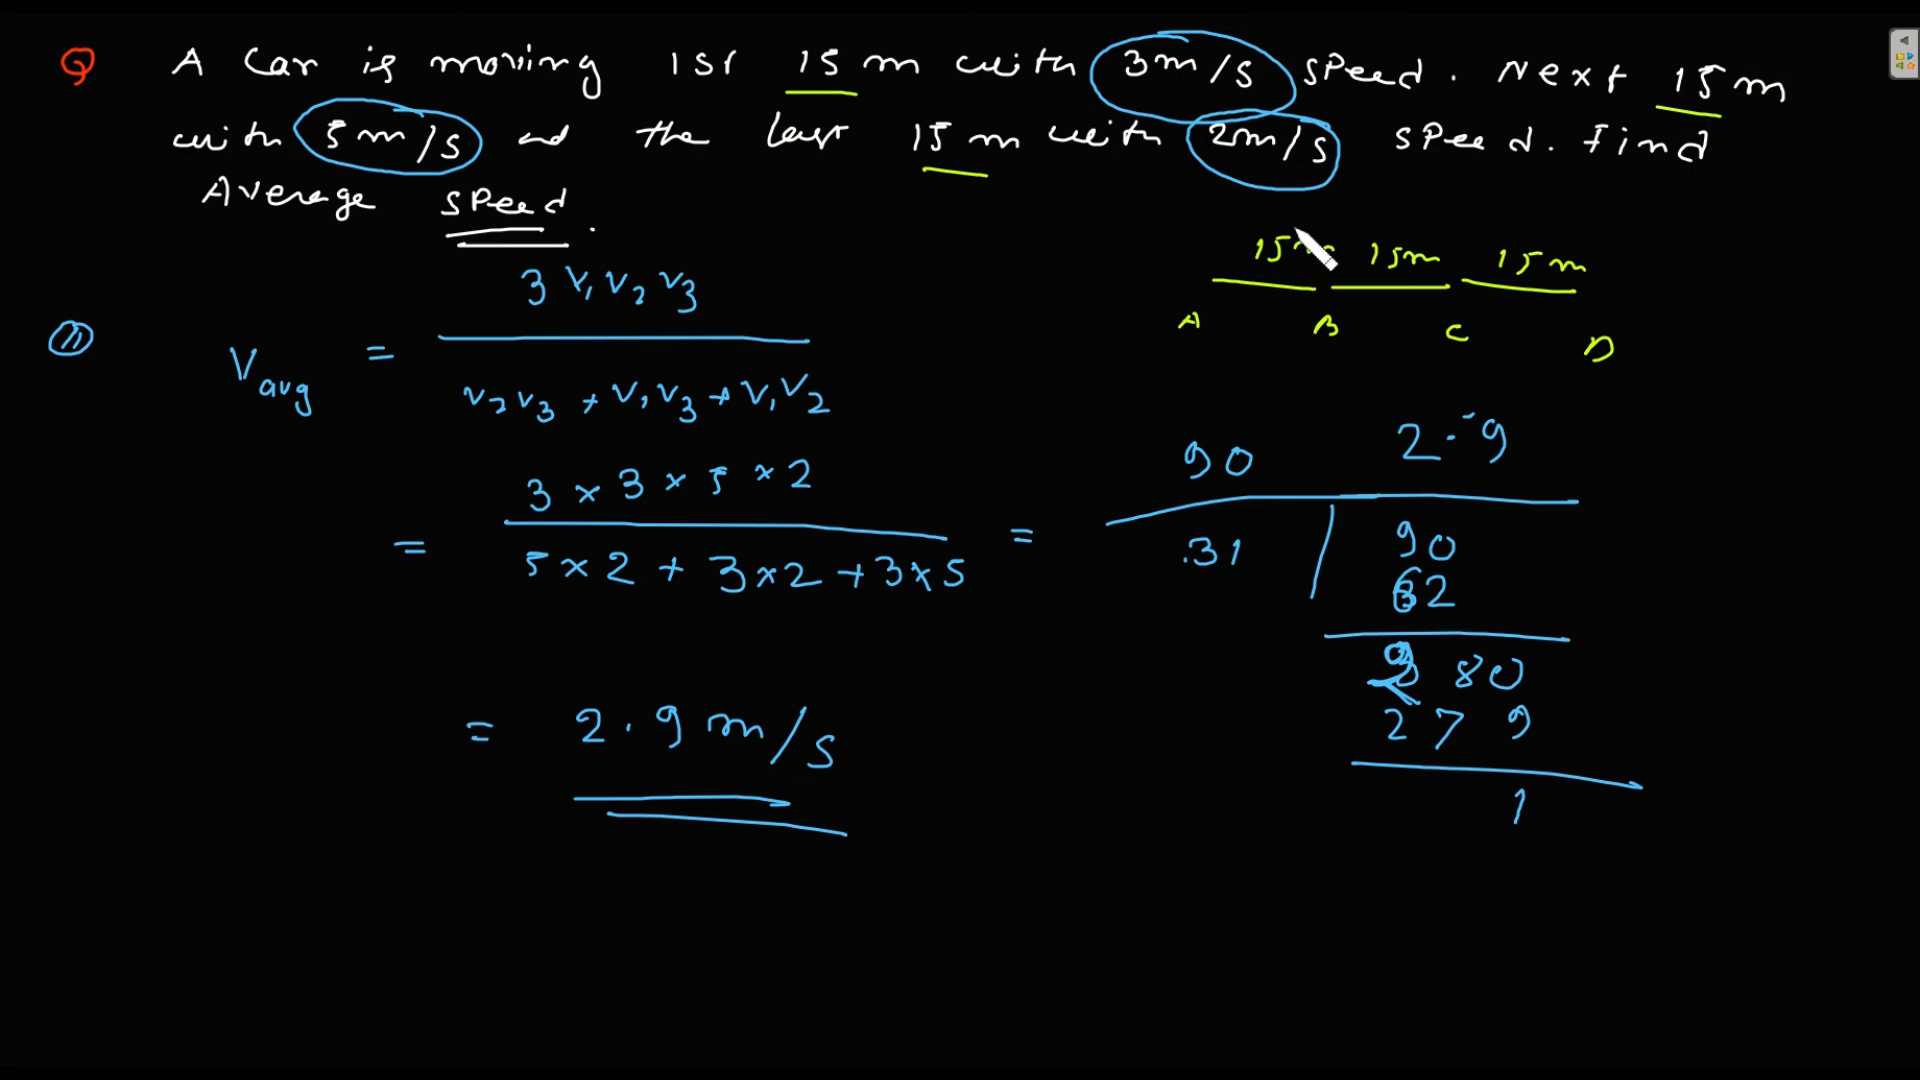 Q A Car is moving 1st 15 m with 3m/s speed. Next 15m
with 5m/s and the last 15 m with 2m/s speed. find
Average speed.
15m 15m 15m
A B C D
(11) Vavg = 3 V1 V2 V3 / V2V3 + V1V3 + V1V2
= 3 × 3 × 5 × 2 / 5×2 + 3×2 + 3×5 = 90 / 31
2.9
90
62
280
279
1
= 2.9 m/s